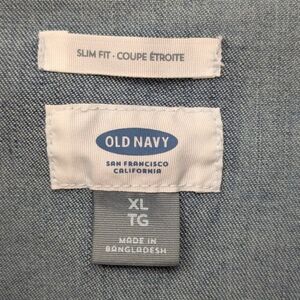 SLIM FIT · COUPE ÉTROITE
OLD NAVY
SAN FRANCISCO
CALIFORNIA
XL
TG
MADE IN
BANGLADESH